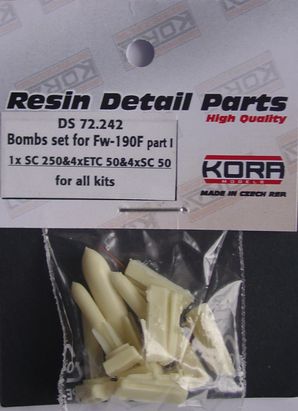 Resin Detail Parts
High Quality
DS 72.242
Bombs set for Fw-190F part I
1x SC 250&4xETC 50&4xSC 50
for all kits
KORA
MODELS
MADE IN CZECH REP.